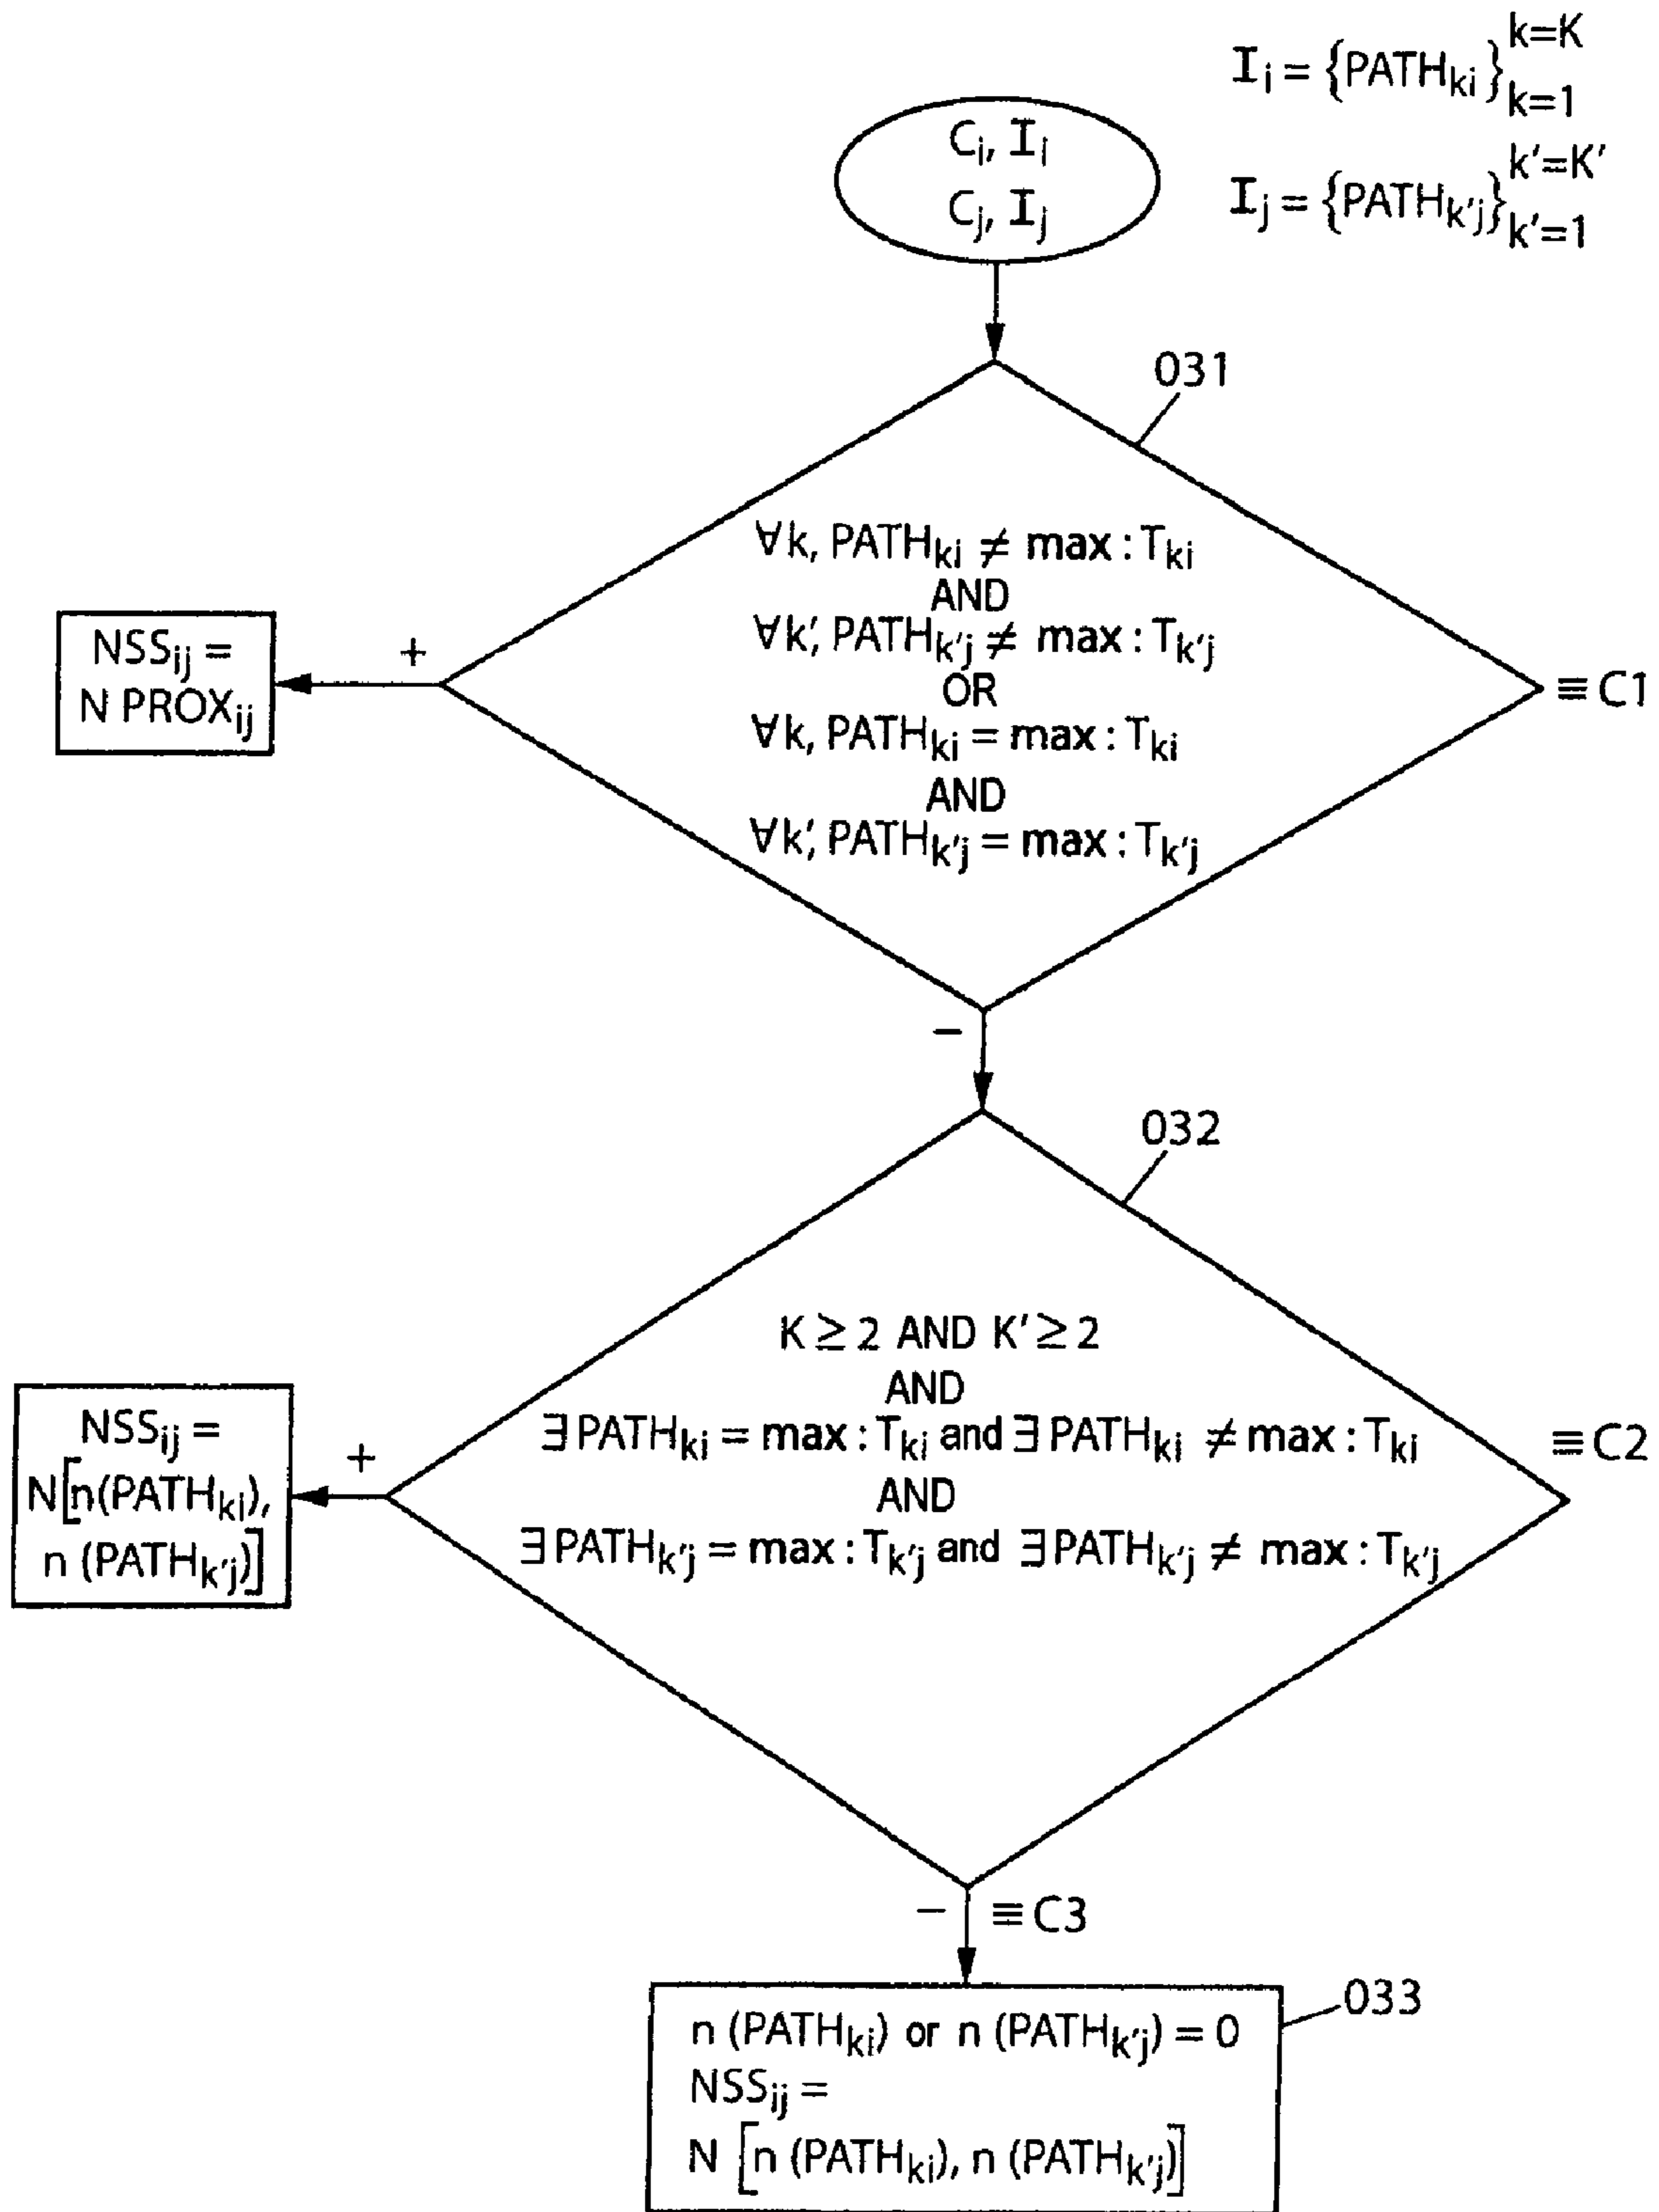 I_i = {PATH_ki}_{k=1}^{k=K}
I_j = {PATH_k'j}_{k'=1}^{k'=K'}
C_i, I_i
C_j, I_j
031
∀k, PATH_ki ≠ max : T_ki
AND
∀k', PATH_k'j ≠ max : T_k'j
OR
∀k, PATH_ki = max : T_ki
AND
∀k', PATH_k'j = max : T_k'j
≡ C1
+
NSS_ij =
N PROX_ij
−
032
K ≥ 2 AND K' ≥ 2
AND
∃ PATH_ki = max : T_ki and ∃ PATH_ki ≠ max : T_ki
AND
∃ PATH_k'j = max : T_k'j and ∃ PATH_k'j ≠ max : T_k'j
≡ C2
+
NSS_ij =
N[n(PATH_ki),
n (PATH_k'j)]
− ≡ C3
033
n (PATH_ki) or n (PATH_k'j) = 0
NSS_ij =
N [n (PATH_ki), n (PATH_k'j)]